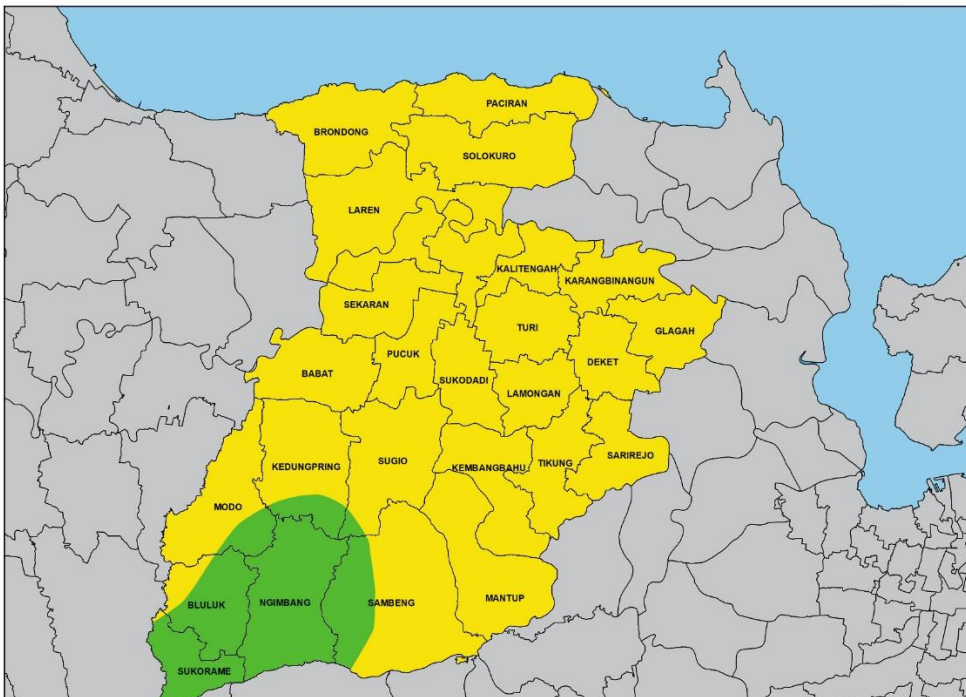 PACIRAN
BRONDONG
SOLOKURO
LAREN
KALITENGAH
KARANGBINANGUN
SEKARAN
TURI
GLAGAH
PUCUK
DEKET
BABAT
SUKODADI
LAMONGAN
KEDUNGPRING
SUGIO
KEMBANGBAHU
TIKUNG
SARIREJO
MODO
BLULUK
NGIMBANG
SAMBENG
MANTUP
SUKORAME